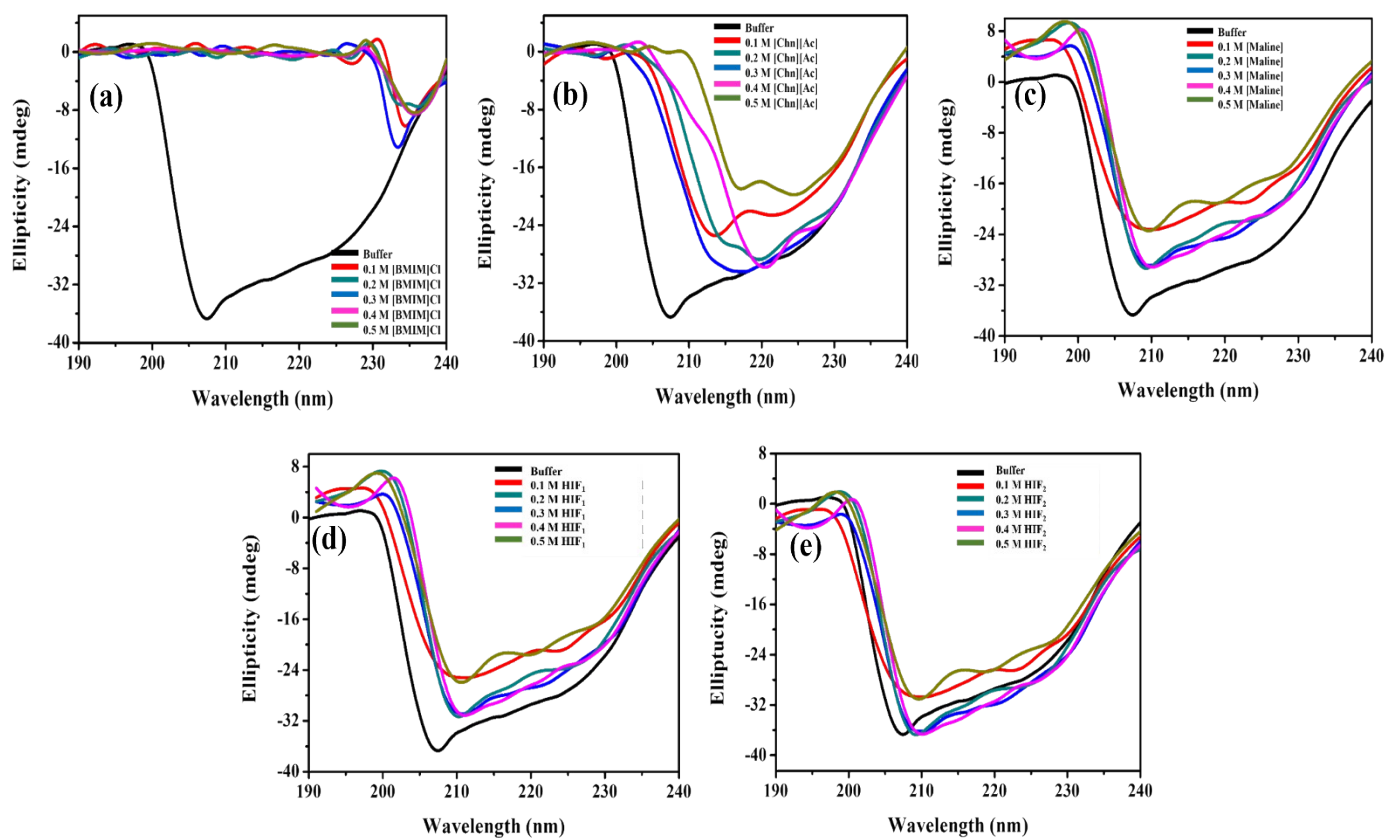 (a)
Ellipticity (mdeg)
0
-8
-16
-24
-32
-40
190 200 210 220 230 240
Wavelength (nm)
Buffer
0.1 M [BMIM]Cl
0.2 M [BMIM]Cl
0.3 M [BMIM]Cl
0.4 M [BMIM]Cl
0.5 M [BMIM]Cl
(b)
Ellipticity (mdeg)
0
-8
-16
-24
-32
-40
190 200 210 220 230 240
Wavelength (nm)
Buffer
0.1 M [Chn][Ac]
0.2 M [Chn][Ac]
0.3 M [Chn][Ac]
0.4 M [Chn][Ac]
0.5 M [Chn][Ac]
(c)
Ellipticity (mdeg)
8
0
-8
-16
-24
-32
-40
190 200 210 220 230 240
Wavelength (nm)
Buffer
0.1 M [Maline]
0.2 M [Maline]
0.3 M [Maline]
0.4 M [Maline]
0.5 M [Maline]
(d)
Ellipticity (mdeg)
8
0
-8
-16
-24
-32
-40
190 200 210 220 230 240
Wavelength (nm)
Buffer
0.1 M HIF₁
0.2 M HIF₁
0.3 M HIF₁
0.4 M HIF₁
0.5 M HIF₁
(e)
Elliptucity (mdeg)
8
0
-8
-16
-24
-32
-40
190 200 210 220 230 240
Wavelength (nm)
Buffer
0.1 M HIF₂
0.2 M HIF₂
0.3 M HIF₂
0.4 M HIF₂
0.5 M HIF₂